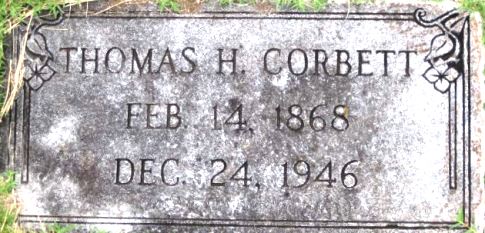 THOMAS H. CORBETT
FEB. 14, 1868
DEC. 24, 1946